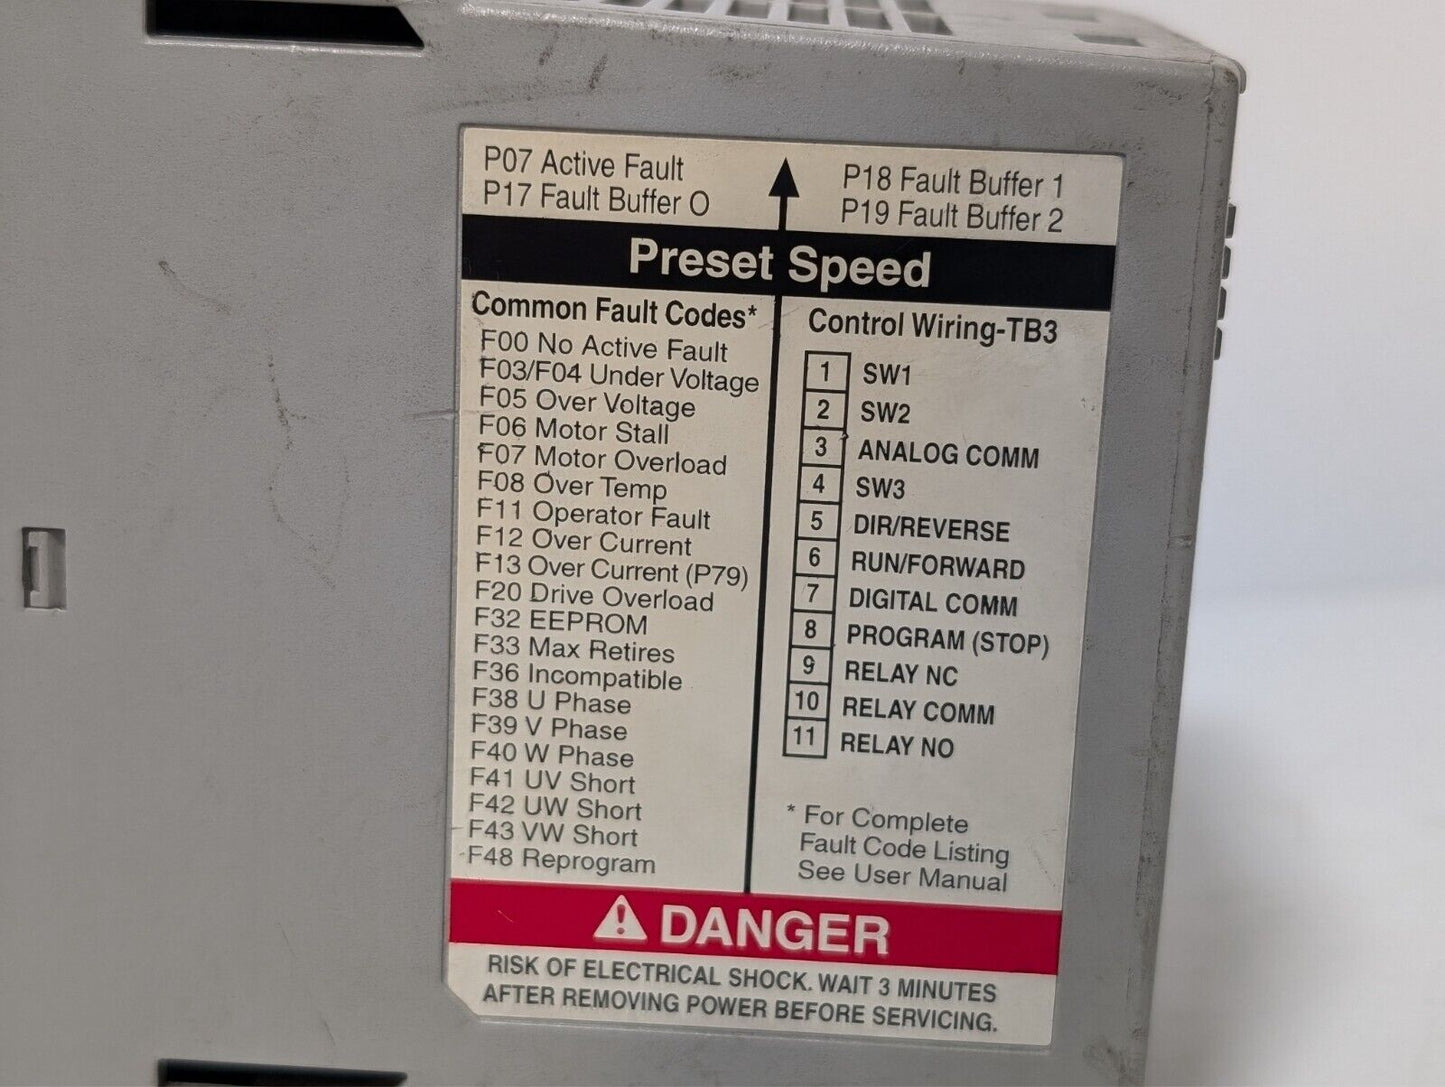 P07 Active Fault
P17 Fault Buffer O
P18 Fault Buffer 1
P19 Fault Buffer 2
Preset Speed
Common Fault Codes*
F00 No Active Fault
F03/F04 Under Voltage
F05 Over Voltage
F06 Motor Stall
F07 Motor Overload
F08 Over Temp
F11 Operator Fault
F12 Over Current
F13 Over Current (P79)
F20 Drive Overload
F32 EEPROM
F33 Max Retires
F36 Incompatible
F38 U Phase
F39 V Phase
F40 W Phase
F41 UV Short
F42 UW Short
F43 VW Short
F48 Reprogram
Control Wiring-TB3
1 SW1
2 SW2
3 ANALOG COMM
4 SW3
5 DIR/REVERSE
6 RUN/FORWARD
7 DIGITAL COMM
8 PROGRAM (STOP)
9 RELAY NC
10 RELAY COMM
11 RELAY NO
* For Complete
Fault Code Listing
See User Manual
DANGER
RISK OF ELECTRICAL SHOCK. WAIT 3 MINUTES
AFTER REMOVING POWER BEFORE SERVICING.